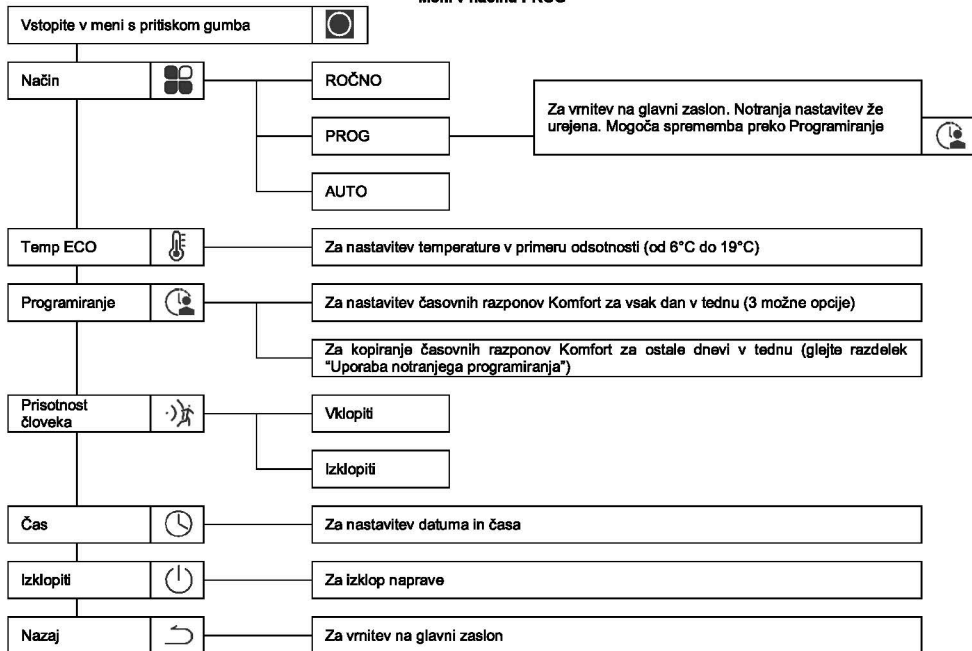 Meni v načinu PROG
Vstopite v meni s pritiskom gumba
Način
ROČNO
PROG
Za vrnitev na glavni zaslon. Notranja nastavitev že
urejena. Mogoča sprememba preko Programiranje
AUTO
Temp ECO
Za nastavitev temperature v primeru odsotnosti (od 6°C do 19°C)
Programiranje
Za nastavitev časovnih razponov Komfort za vsak dan v tednu (3 možne opcije)
Za kopiranje časovnih razponov Komfort za ostale dnevi v tednu (glejte razdelek
“Uporaba notranjega programiranja”)
Prisotnost
človeka
Vklopiti
Izklopiti
Čas
Za nastavitev datuma in časa
Izklopiti
Za izklop naprave
Nazaj
Za vrnitev na glavni zaslon